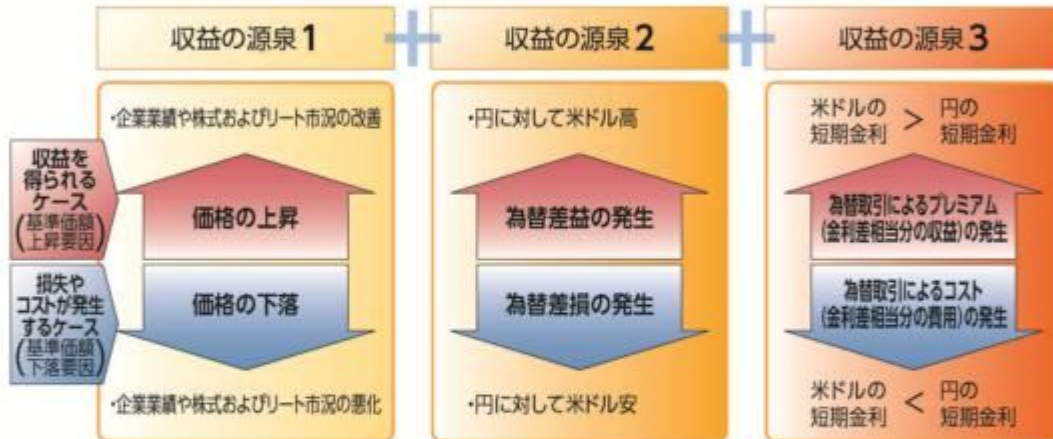 収益の源泉1
+
収益の源泉2
+
収益の源泉3
収益を
得られる
ケース
(基準価額
上昇要因)
損失や
コストが発生
するケース
(基準価額
下落要因)
・企業業績や株式およびリート市況の改善
価格の上昇
価格の下落
・企業業績や株式およびリート市況の悪化
・円に対して米ドル高
為替差益の発生
為替差損の発生
・円に対して米ドル安
米ドルの
短期金利
>
円の
短期金利
為替取引によるプレミアム
(金利差相当分の収益)の発生
為替取引によるコスト
(金利差相当分の費用)の発生
米ドルの
短期金利
<
円の
短期金利